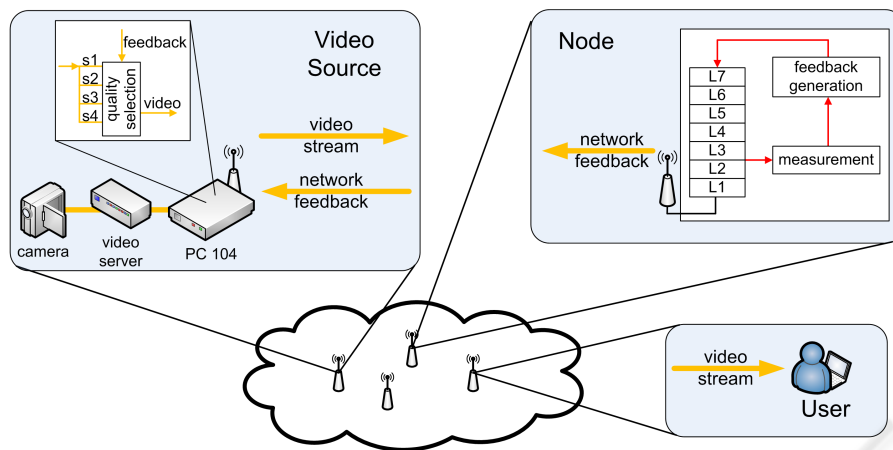 feedback
s1
s2
s3
s4
quality
selection
video
Video
Source
video
stream
network
feedback
camera
video
server
PC 104
Node
network
feedback
L7
L6
L5
L4
L3
L2
L1
feedback
generation
measurement
video
stream
User